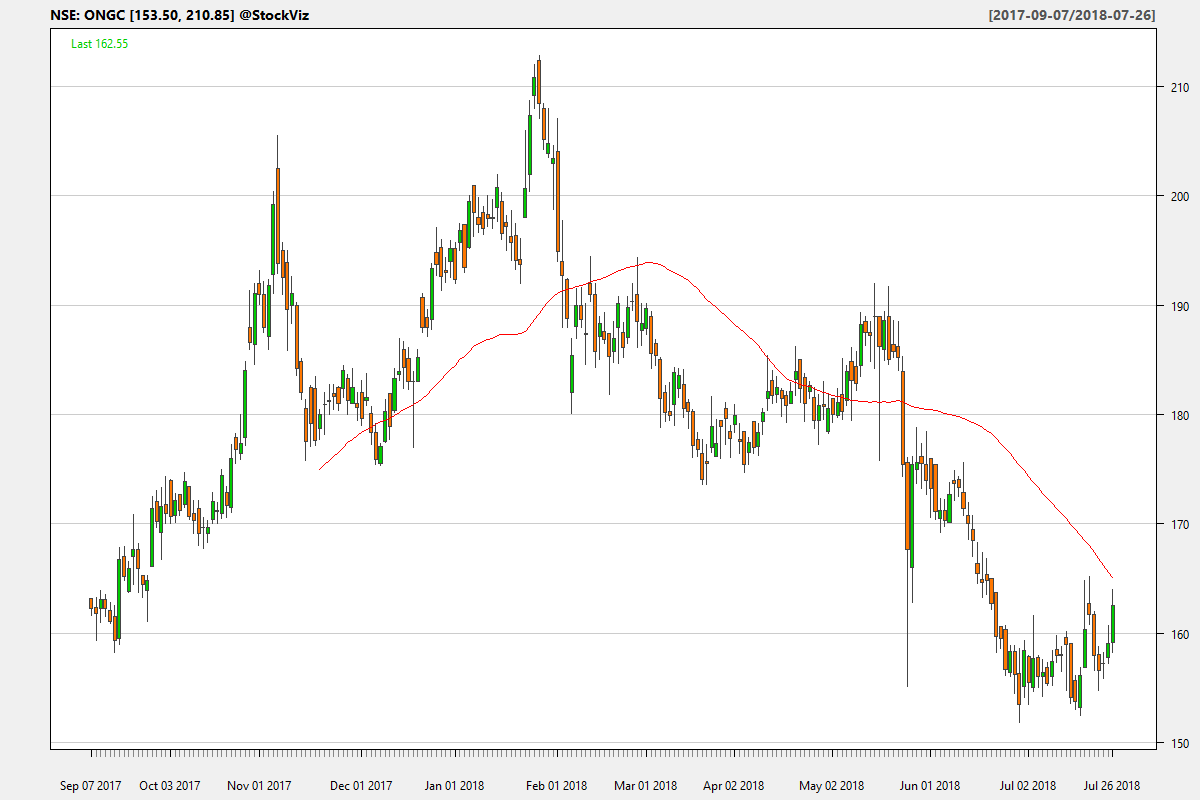 NSE: ONGC [153.50, 210.85] @StockViz [2017-09-07/2018-07-26]
Last 162.55
210
200
190
180
170
160
150
Sep 07 2017 Oct 03 2017 Nov 01 2017 Dec 01 2017 Jan 01 2018 Feb 01 2018 Mar 01 2018 Apr 02 2018 May 02 2018 Jun 01 2018 Jul 02 2018 Jul 26 2018